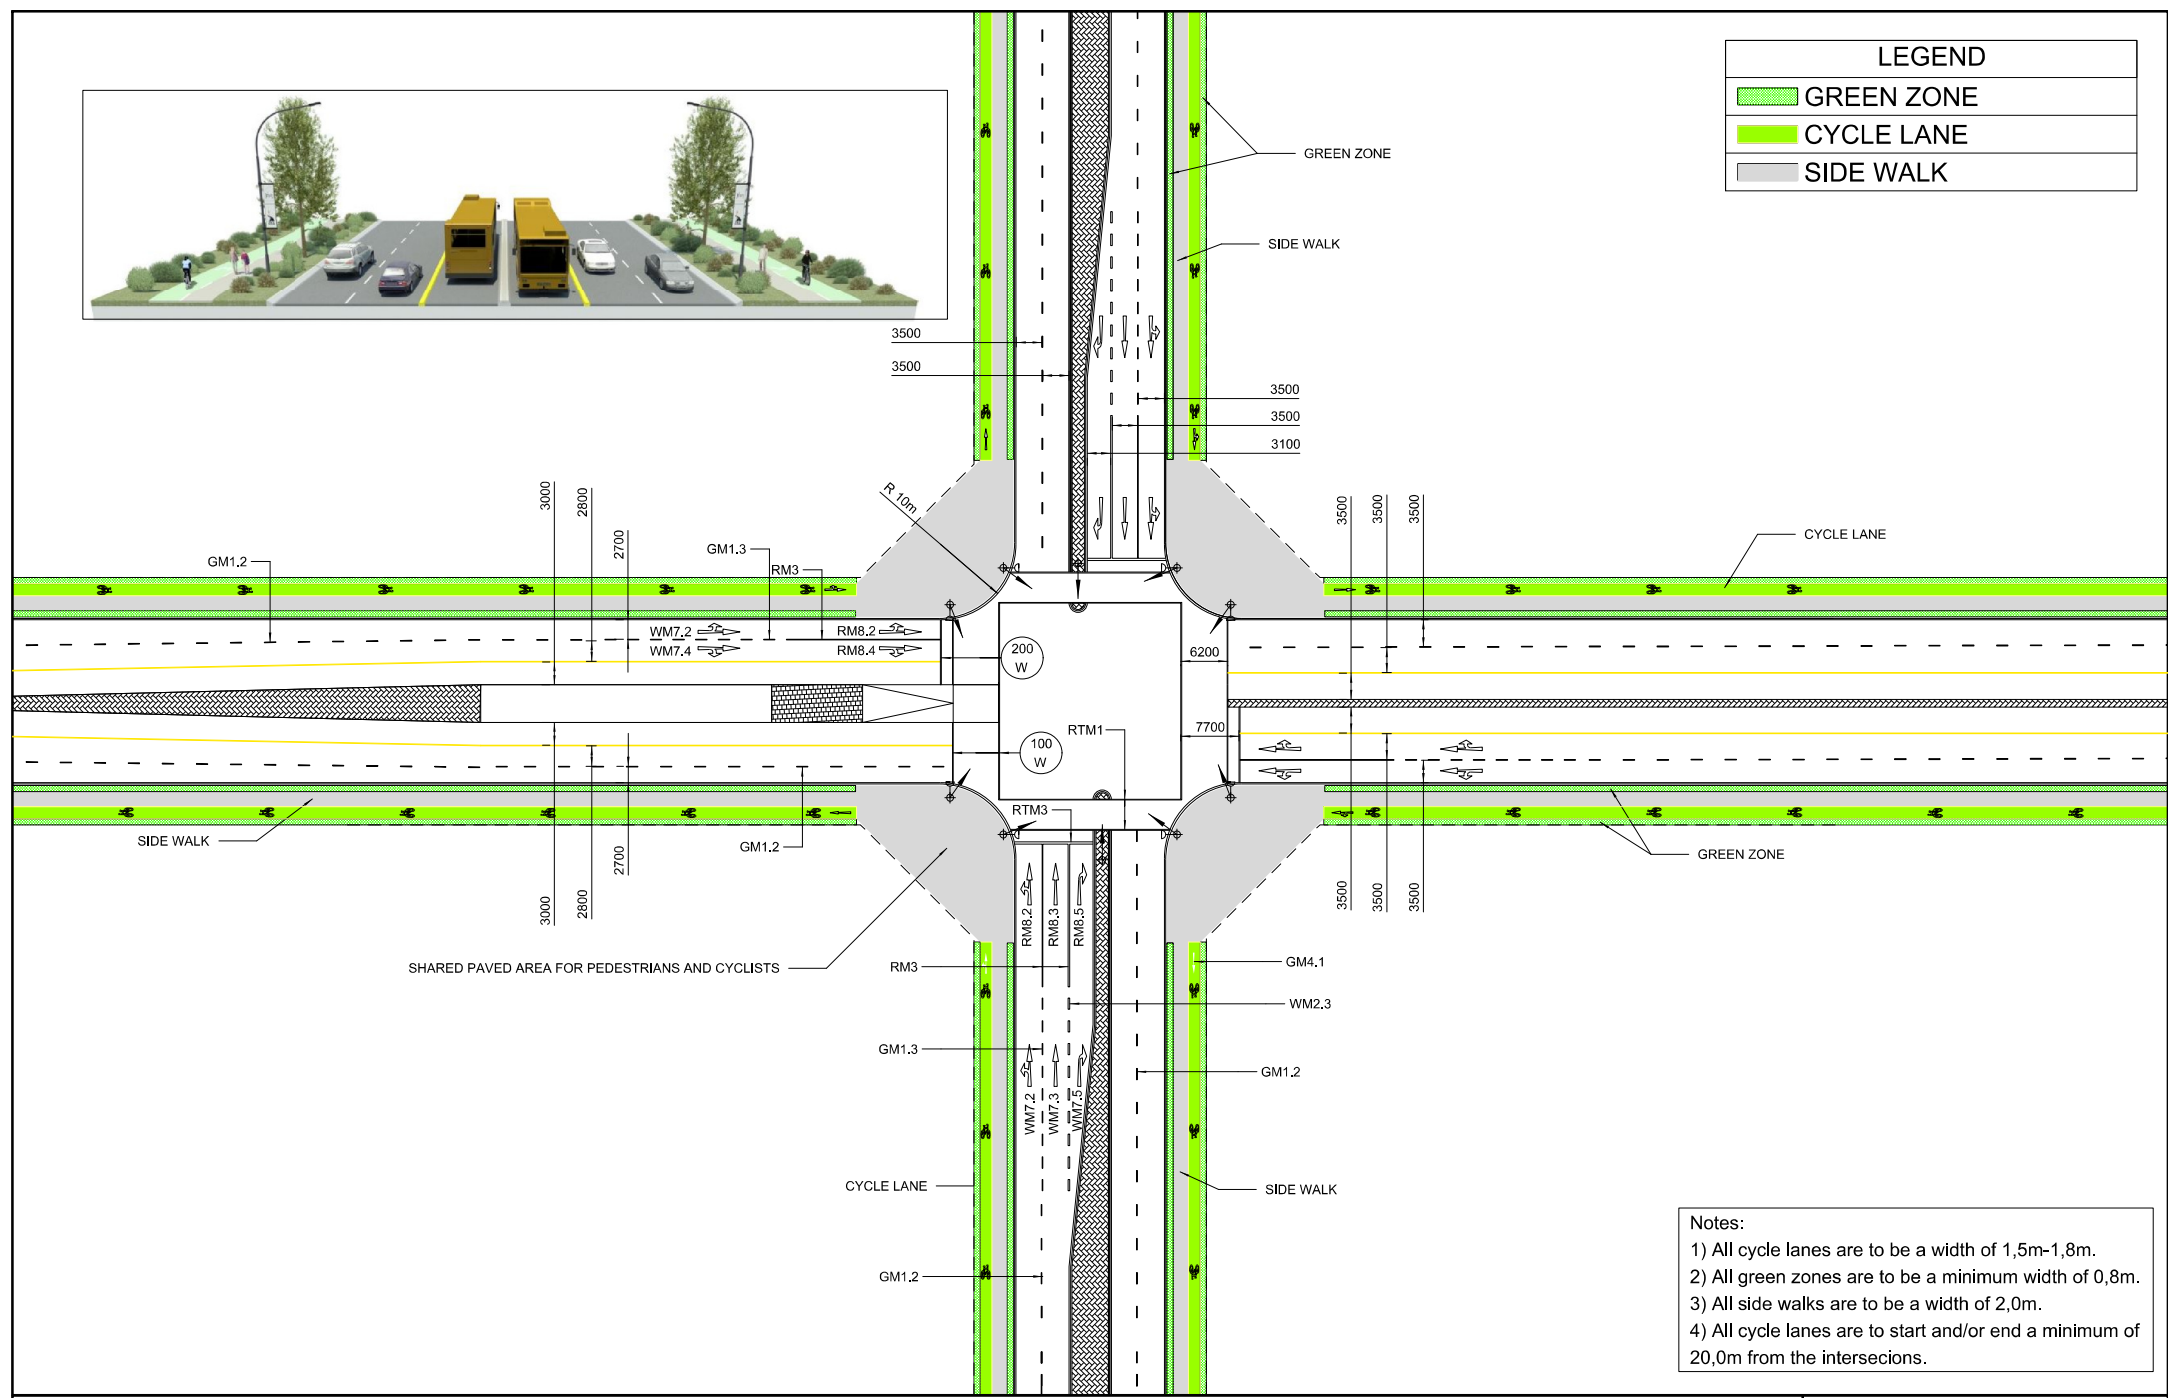 LEGEND
GREEN ZONE
CYCLE LANE
SIDE WALK
GREEN ZONE
SIDE WALK
3500
3500
3500
3500
3100
R 10m
3000
2800
2700
GM1.2
GM1.3
RM3
3500
3500
3500
CYCLE LANE
WM7.2
RM8.2
WM7.4
RM8.4
200
W
6200
RTM1
7700
100
W
RTM3
SIDE WALK
GM1.2
2700
2800
3000
3500
3500
3500
GREEN ZONE
SHARED PAVED AREA FOR PEDESTRIANS AND CYCLISTS
RM8.2
RM8.3
RM8.5
RM3
GM4.1
WM2.3
GM1.3
GM1.2
WM7.2
WM7.3
WM7.5
CYCLE LANE
SIDE WALK
GM1.2
Notes:
1) All cycle lanes are to be a width of 1,5m-1,8m.
2) All green zones are to be a minimum width of 0,8m.
3) All side walks are to be a width of 2,0m.
4) All cycle lanes are to start and/or end a minimum of
20,0m from the intersecions.